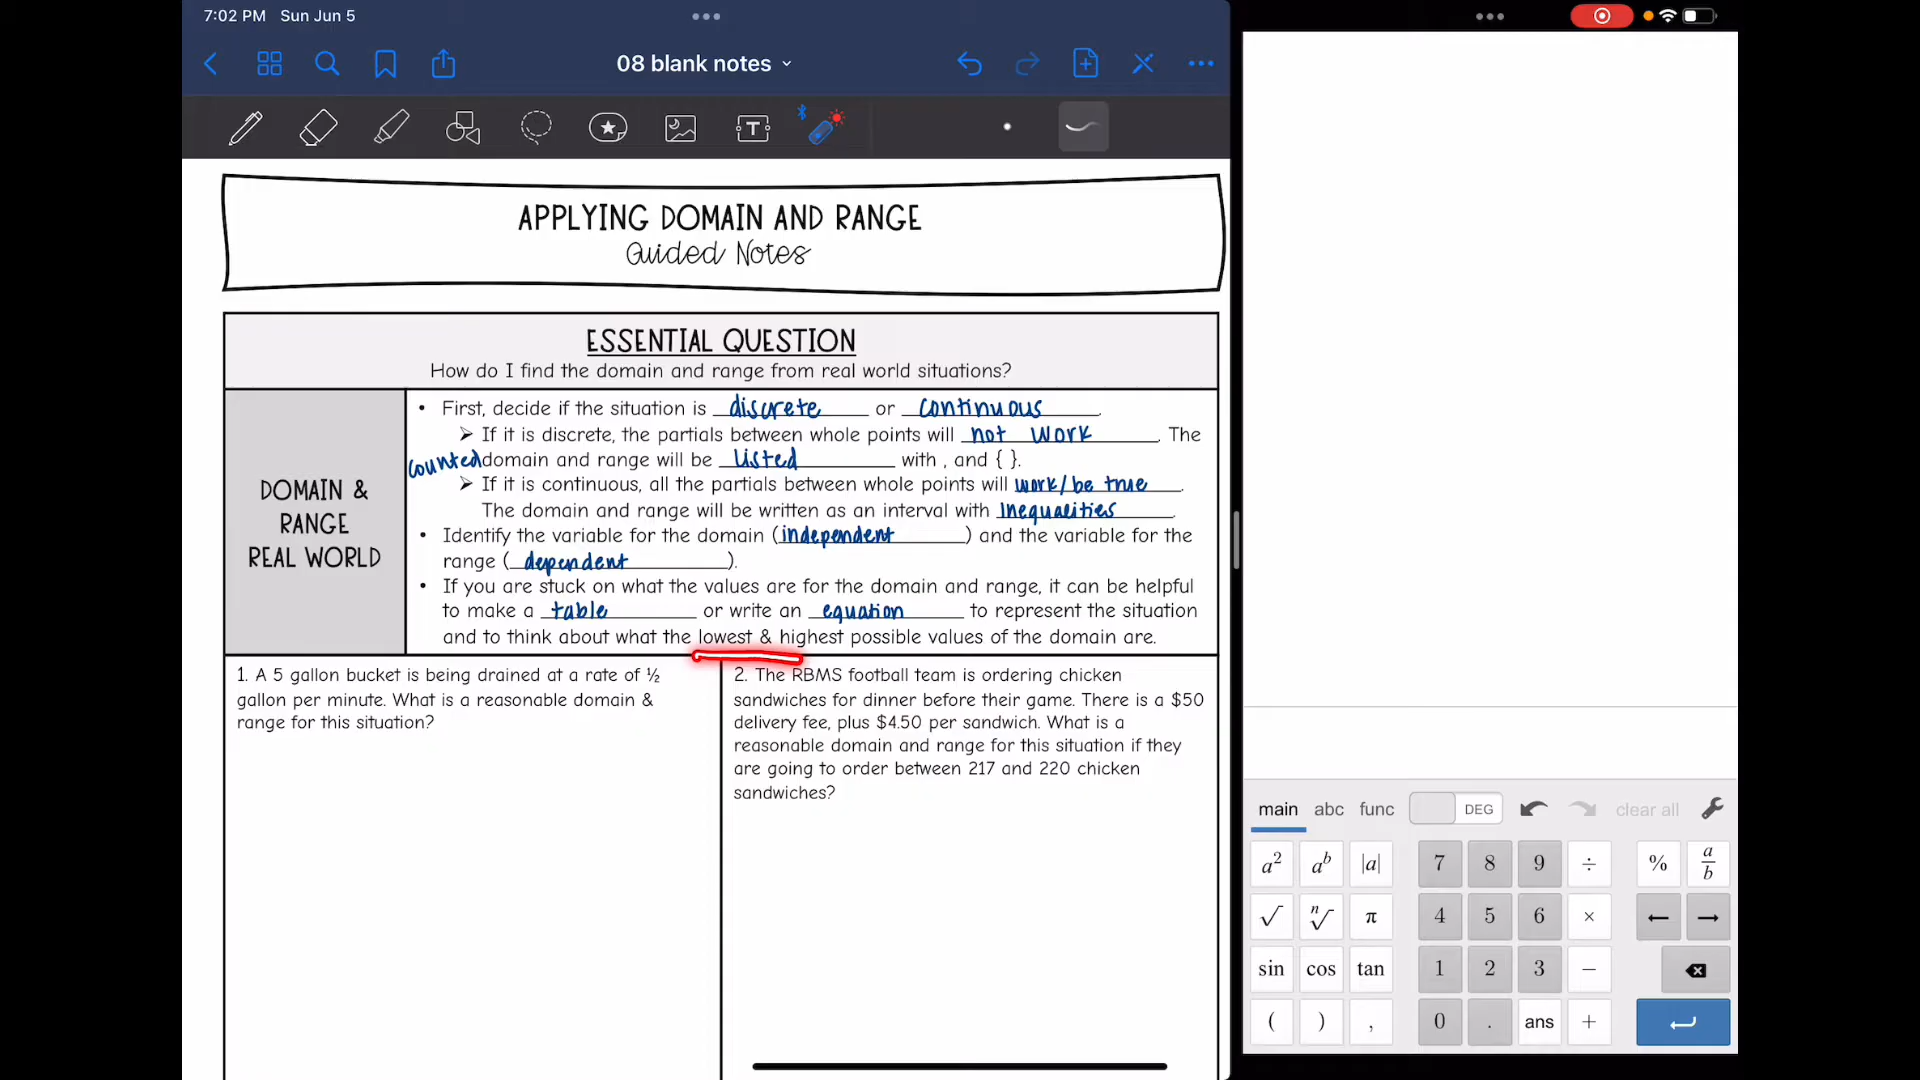 7:02 PM Sun Jun 5
08 blank notes
T
APPLYING DOMAIN AND RANGE
Guided Notes
ESSENTIAL QUESTION
How do I find the domain and range from real world situations?
DOMAIN &
RANGE
REAL WORLD
• First, decide if the situation is discrete or continuous.
➢ If it is discrete, the partials between whole points will not work. The
counted domain and range will be listed with , and { }.
➢ If it is continuous, all the partials between whole points will work/be true.
The domain and range will be written as an interval with Inequalities.
• Identify the variable for the domain (independent) and the variable for the
range (dependent).
• If you are stuck on what the values are for the domain and range, it can be helpful
to make a table or write an equation to represent the situation
and to think about what the lowest & highest possible values of the domain are.
1. A 5 gallon bucket is being drained at a rate of ½
gallon per minute. What is a reasonable domain &
range for this situation?
2. The RBMS football team is ordering chicken
sandwiches for dinner before their game. There is a $50
delivery fee, plus $4.50 per sandwich. What is a
reasonable domain and range for this situation if they
are going to order between 217 and 220 chicken
sandwiches?
main abc func DEG clear all
a² aᵇ |a| 7 8 9 ÷ % a/b
√ ⁿ√ π 4 5 6 × ← →
sin cos tan 1 2 3 −
( ) , 0 . ans +